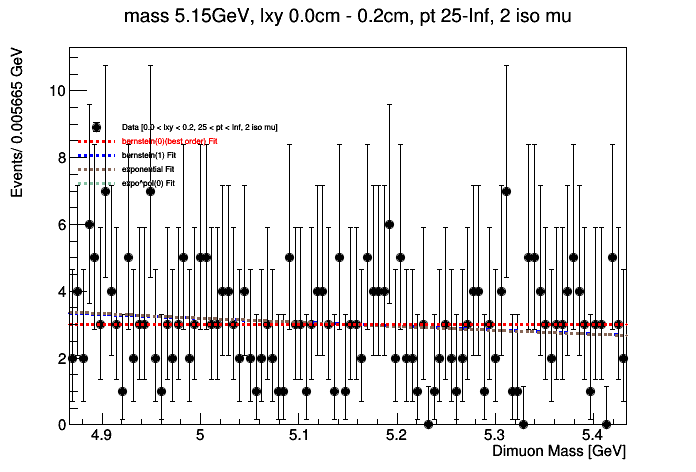 mass 5.15GeV, lxy 0.0cm - 0.2cm, pt 25-Inf, 2 iso mu
Events/ 0.005665 GeV
10
8
6
4
2
0
Data [0.0 < lxy < 0.2, 25 < pt < Inf, 2 iso mu]
bernstein(0)(best order) Fit
bernstein(1) Fit
exponential Fit
expo*pol(0) Fit
4.9 5 5.1 5.2 5.3 5.4
Dimuon Mass [GeV]